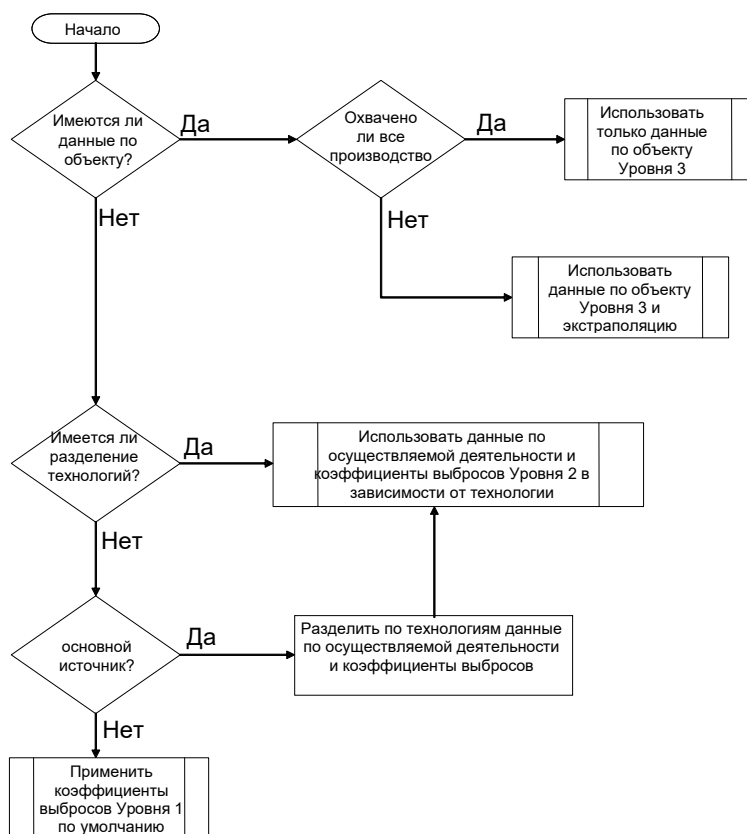 Начало
Имеются ли
данные по
объекту?
Да
Охвачено
ли все
производство
Да
Использовать
только данные
по объекту
Уровня 3
Нет
Нет
Использовать
данные по объекту
Уровня 3 и
экстраполяцию
Имеется ли
разделение
технологий?
Да
Использовать данные по
осуществляемой деятельности и
коэффициенты выбросов Уровня 2 в
зависимости от технологии
Нет
основной
источник?
Да
Разделить по технологиям данные
по осуществляемой деятельности
и коэффициенты выбросов
Нет
Применить
коэффициенты
выбросов Уровня 1
по умолчанию